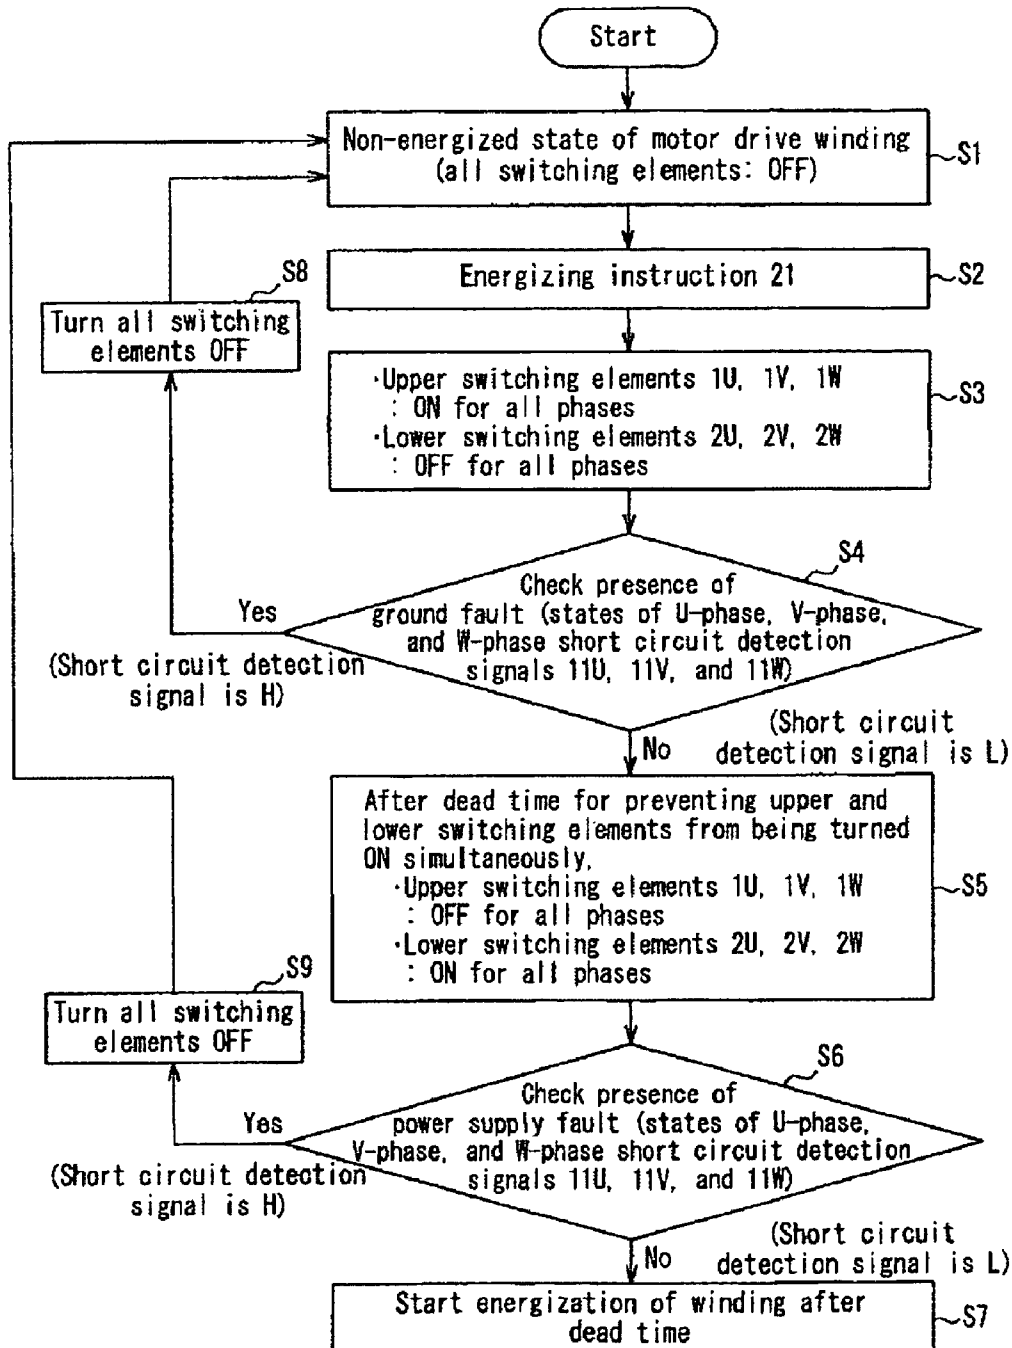 Start
Non-energized state of motor drive winding
(all switching elements: OFF)
S1
Energizing instruction 21
S2
S8
Turn all switching
elements OFF
·Upper switching elements 1U, 1V, 1W
: ON for all phases
·Lower switching elements 2U, 2V, 2W
: OFF for all phases
S3
S4
Check presence of
ground fault (states of U-phase, V-phase,
and W-phase short circuit detection
signals 11U, 11V, and 11W)
Yes
(Short circuit detection
signal is H)
No
(Short circuit
detection signal is L)
After dead time for preventing upper and
lower switching elements from being turned
ON simultaneously,
·Upper switching elements 1U, 1V, 1W
: OFF for all phases
·Lower switching elements 2U, 2V, 2W
: ON for all phases
S5
S9
Turn all switching
elements OFF
S6
Check presence of
power supply fault (states of U-phase,
V-phase, and W-phase short circuit detection
signals 11U, 11V, and 11W)
Yes
(Short circuit detection
signal is H)
No
(Short circuit
detection signal is L)
Start energization of winding after
dead time
S7